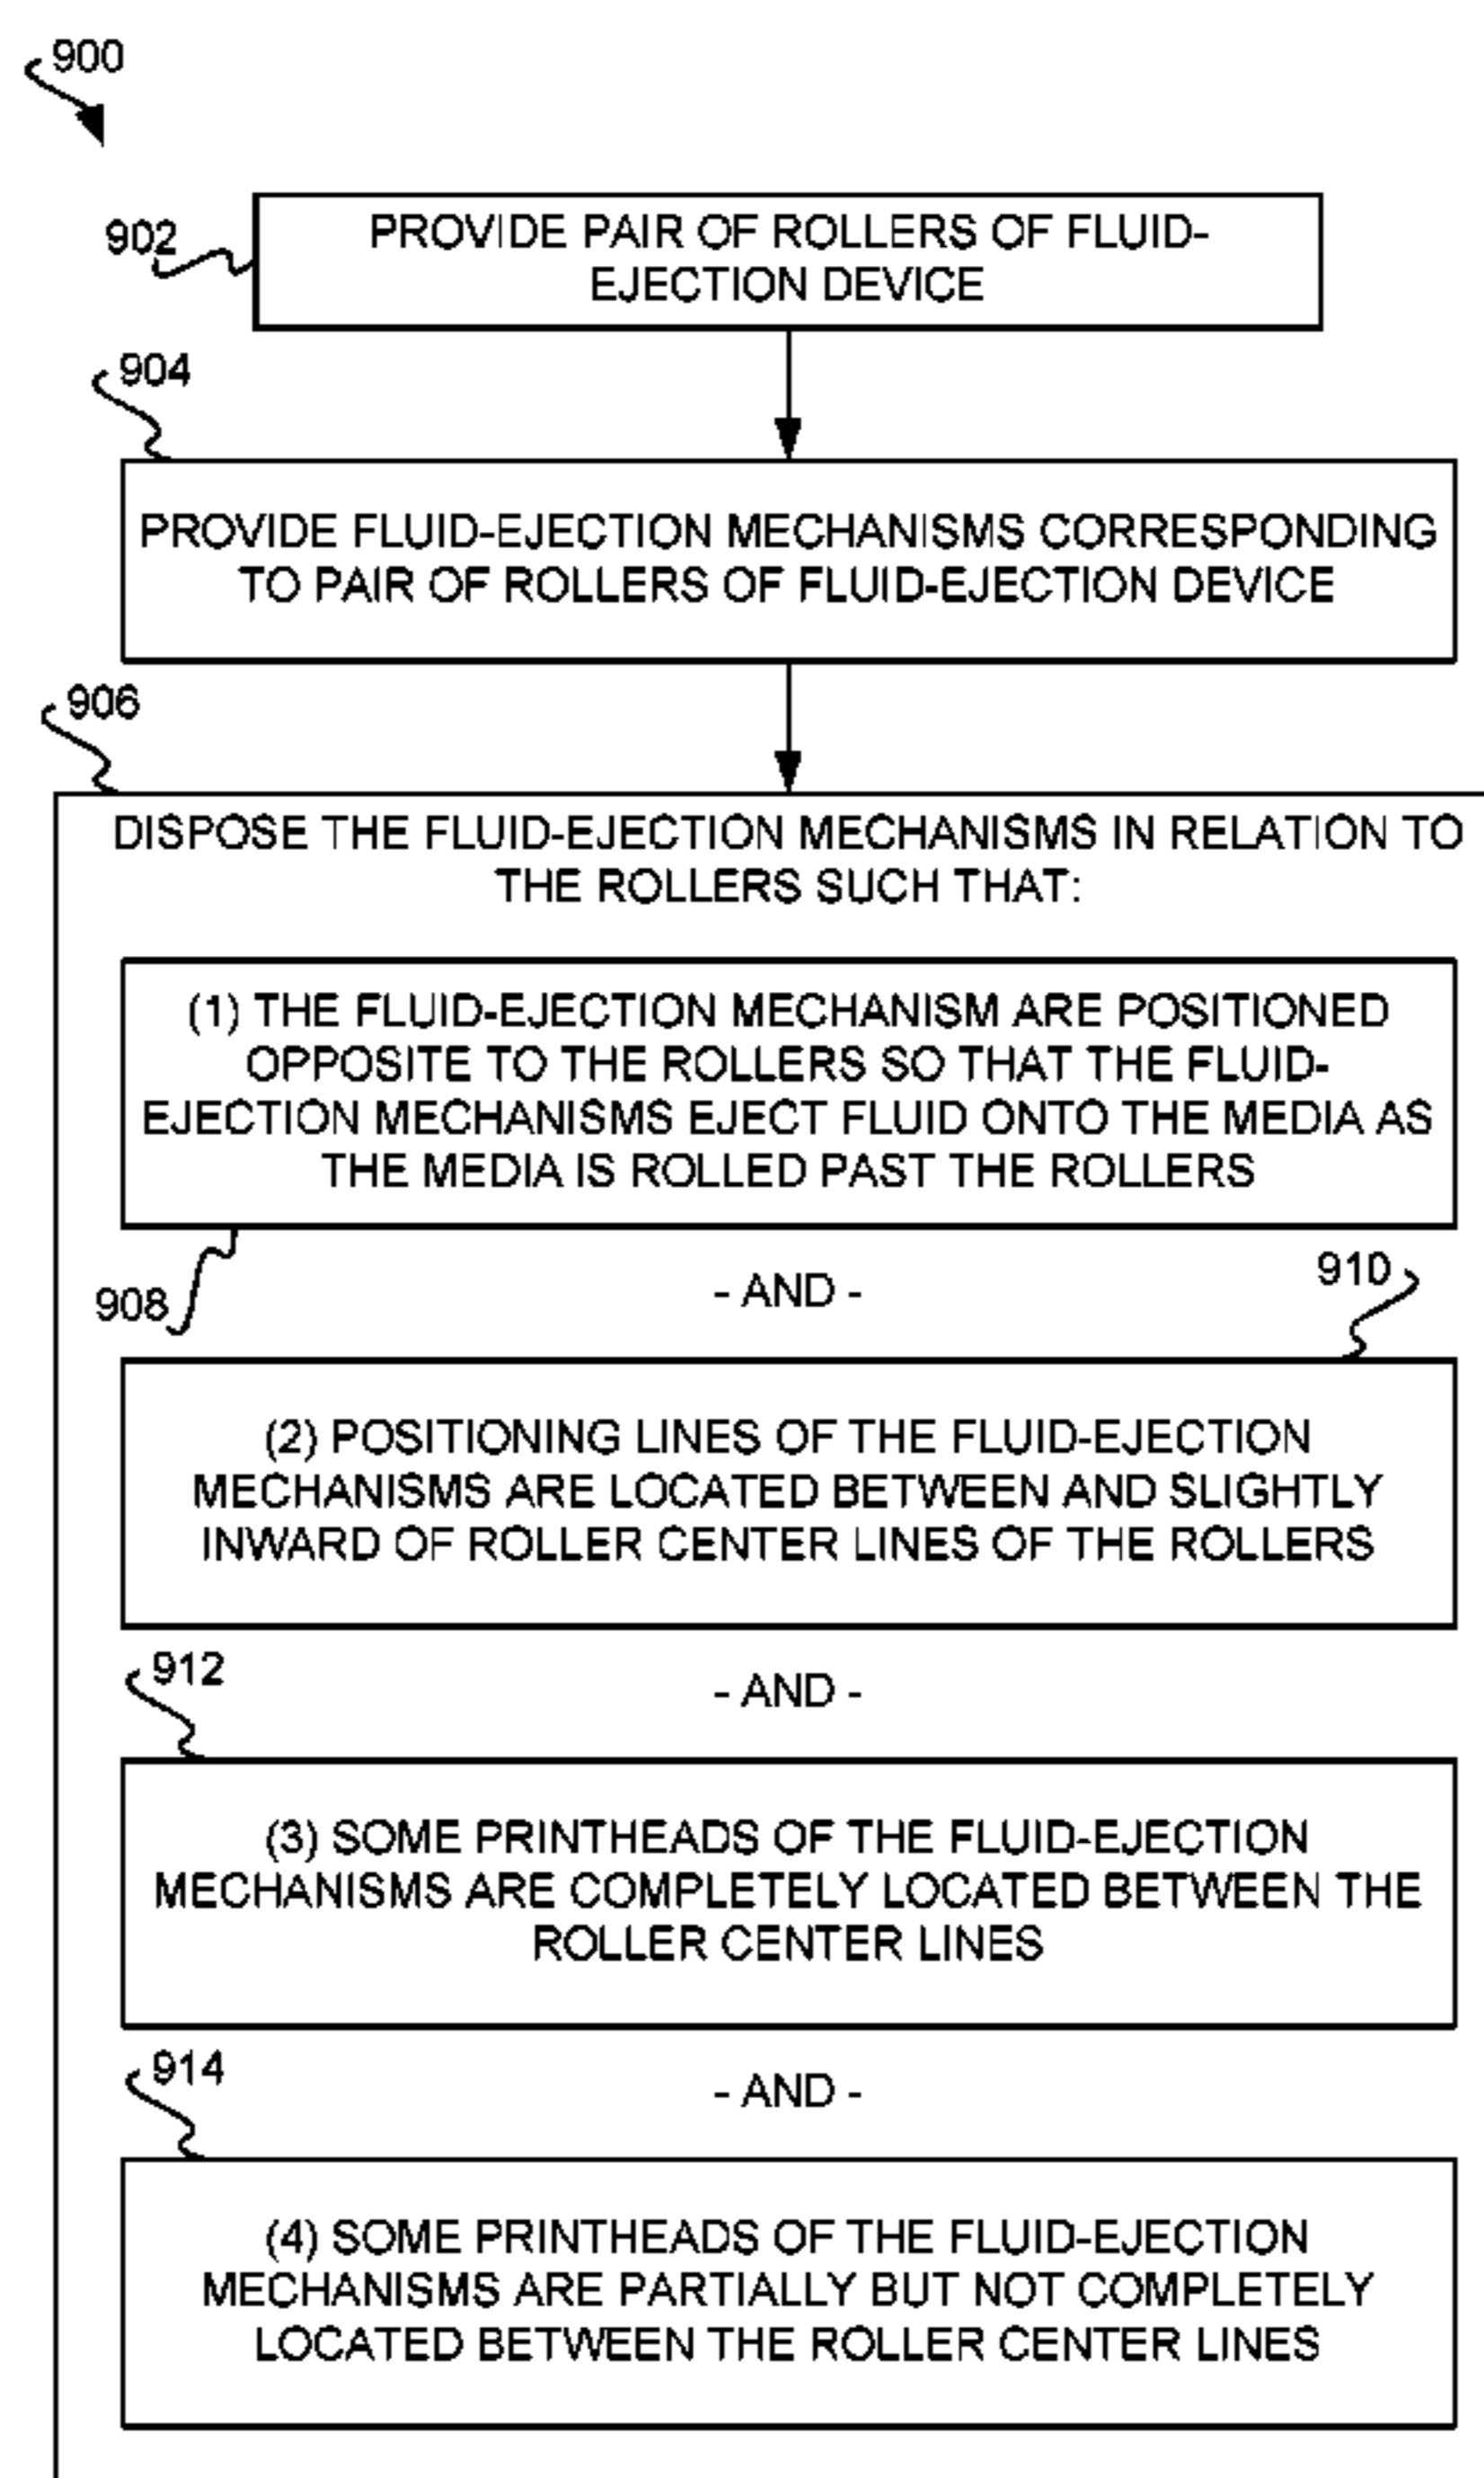 900
902
PROVIDE PAIR OF ROLLERS OF FLUID-
EJECTION DEVICE
904
PROVIDE FLUID-EJECTION MECHANISMS CORRESPONDING
TO PAIR OF ROLLERS OF FLUID-EJECTION DEVICE
906
DISPOSE THE FLUID-EJECTION MECHANISMS IN RELATION TO
THE ROLLERS SUCH THAT:
(1) THE FLUID-EJECTION MECHANISM ARE POSITIONED
OPPOSITE TO THE ROLLERS SO THAT THE FLUID-
EJECTION MECHANISMS EJECT FLUID ONTO THE MEDIA AS
THE MEDIA IS ROLLED PAST THE ROLLERS
908
- AND -
910
(2) POSITIONING LINES OF THE FLUID-EJECTION
MECHANISMS ARE LOCATED BETWEEN AND SLIGHTLY
INWARD OF ROLLER CENTER LINES OF THE ROLLERS
912
- AND -
(3) SOME PRINTHEADS OF THE FLUID-EJECTION
MECHANISMS ARE COMPLETELY LOCATED BETWEEN THE
ROLLER CENTER LINES
914
- AND -
(4) SOME PRINTHEADS OF THE FLUID-EJECTION
MECHANISMS ARE PARTIALLY BUT NOT COMPLETELY
LOCATED BETWEEN THE ROLLER CENTER LINES